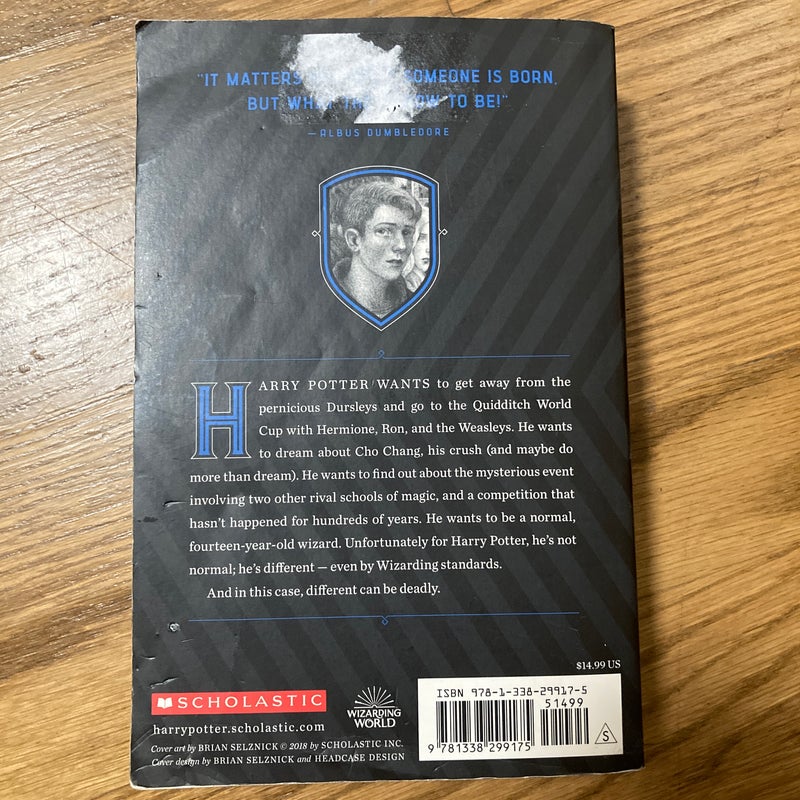 "IT MATTERS SOMEONE IS BORN,
BUT TO BE!"
—ALBUS DUMBLEDORE
HARRY POTTER WANTS to get away from the
pernicious Dursleys and go to the Quidditch World
Cup with Hermione, Ron, and the Weasleys. He wants
to dream about Cho Chang, his crush (and maybe do
more than dream). He wants to find out about the mysterious event
involving two other rival schools of magic, and a competition that
hasn't happened for hundreds of years. He wants to be a normal,
fourteen-year-old wizard. Unfortunately for Harry Potter, he's not
normal; he's different — even by Wizarding standards.
And in this case, different can be deadly.
$14.99 US
SCHOLASTIC
harrypotter.scholastic.com
WIZARDING
WORLD
Cover art by BRIAN SELZNICK © 2018 by SCHOLASTIC INC.
Cover design by BRIAN SELZNICK and HEADCASE DESIGN
ISBN 978-1-338-29917-5
51499
9 781338 299175
S